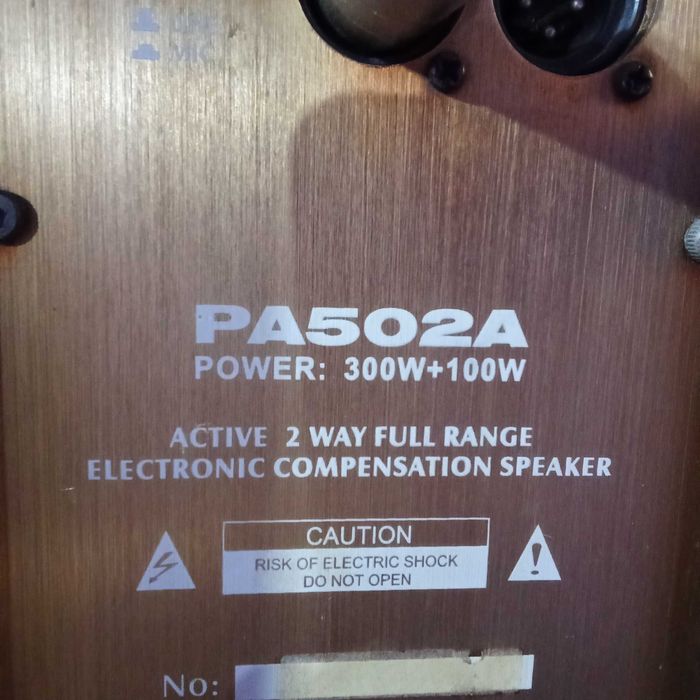 MIC
PA502A
POWER: 300W+100W
ACTIVE 2 WAY FULL RANGE
ELECTRONIC COMPENSATION SPEAKER
CAUTION
RISK OF ELECTRIC SHOCK
DO NOT OPEN
No: